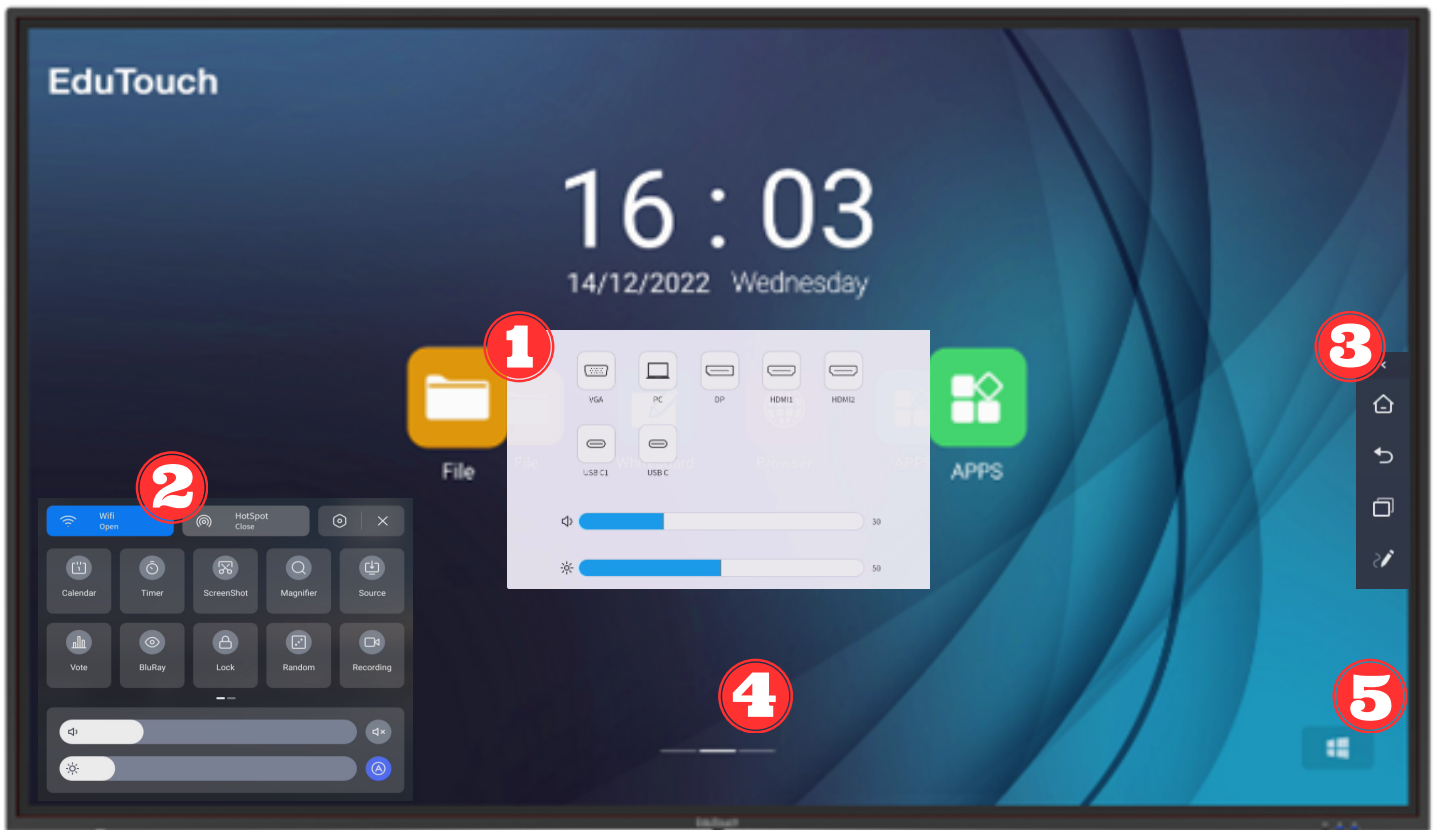 EduTouch
16 : 03
14/12/2022 Wednesday
1
VGA PC DP HDMI1 HDMI2
USB C1 USB C
30
50
File
APPS
3
2
Wifi
Open
HotSpot
Close
Calendar Timer ScreenShot Magnifier Source
Vote BluRay Lock Random Recording
A
4
5
EduTouch